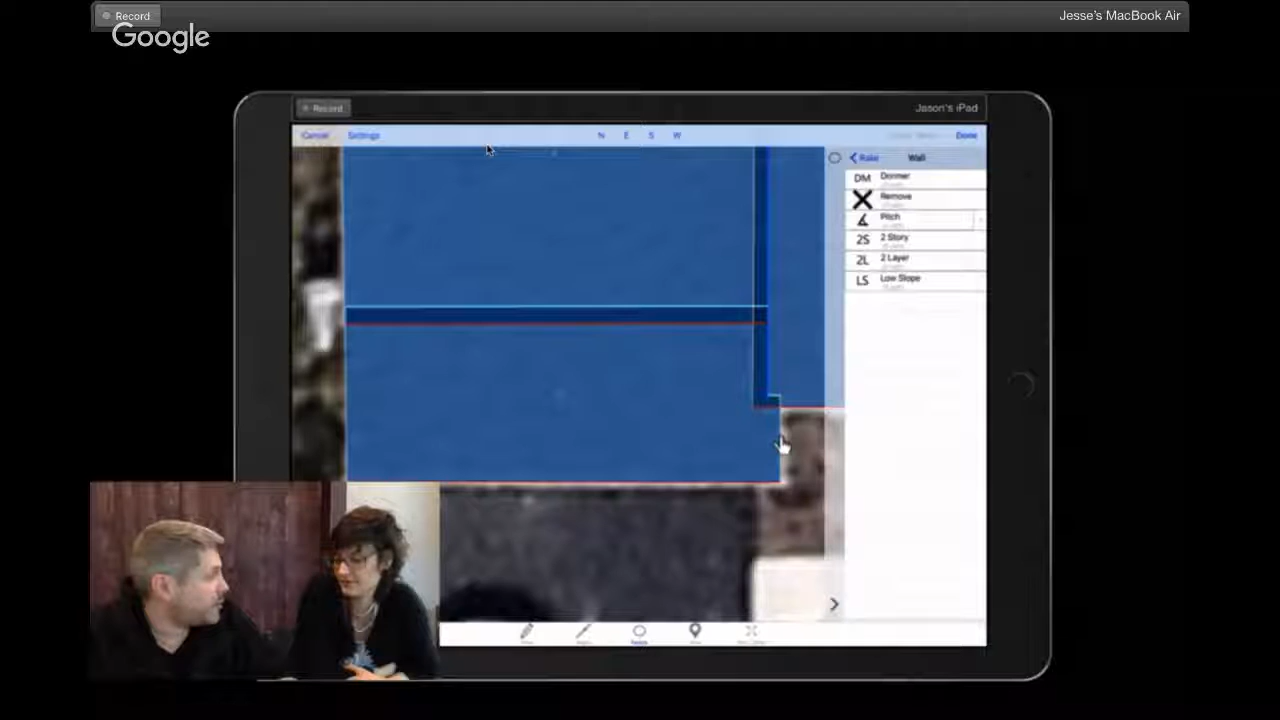 Record
Jesse's MacBook Air
Google
Record
Jason's iPad
Cancel Settings N E S W Done
Rake Wall
DM Dormer
Remove
Pitch
2S 2 Story
2L 2 Layer
LS Low Slope